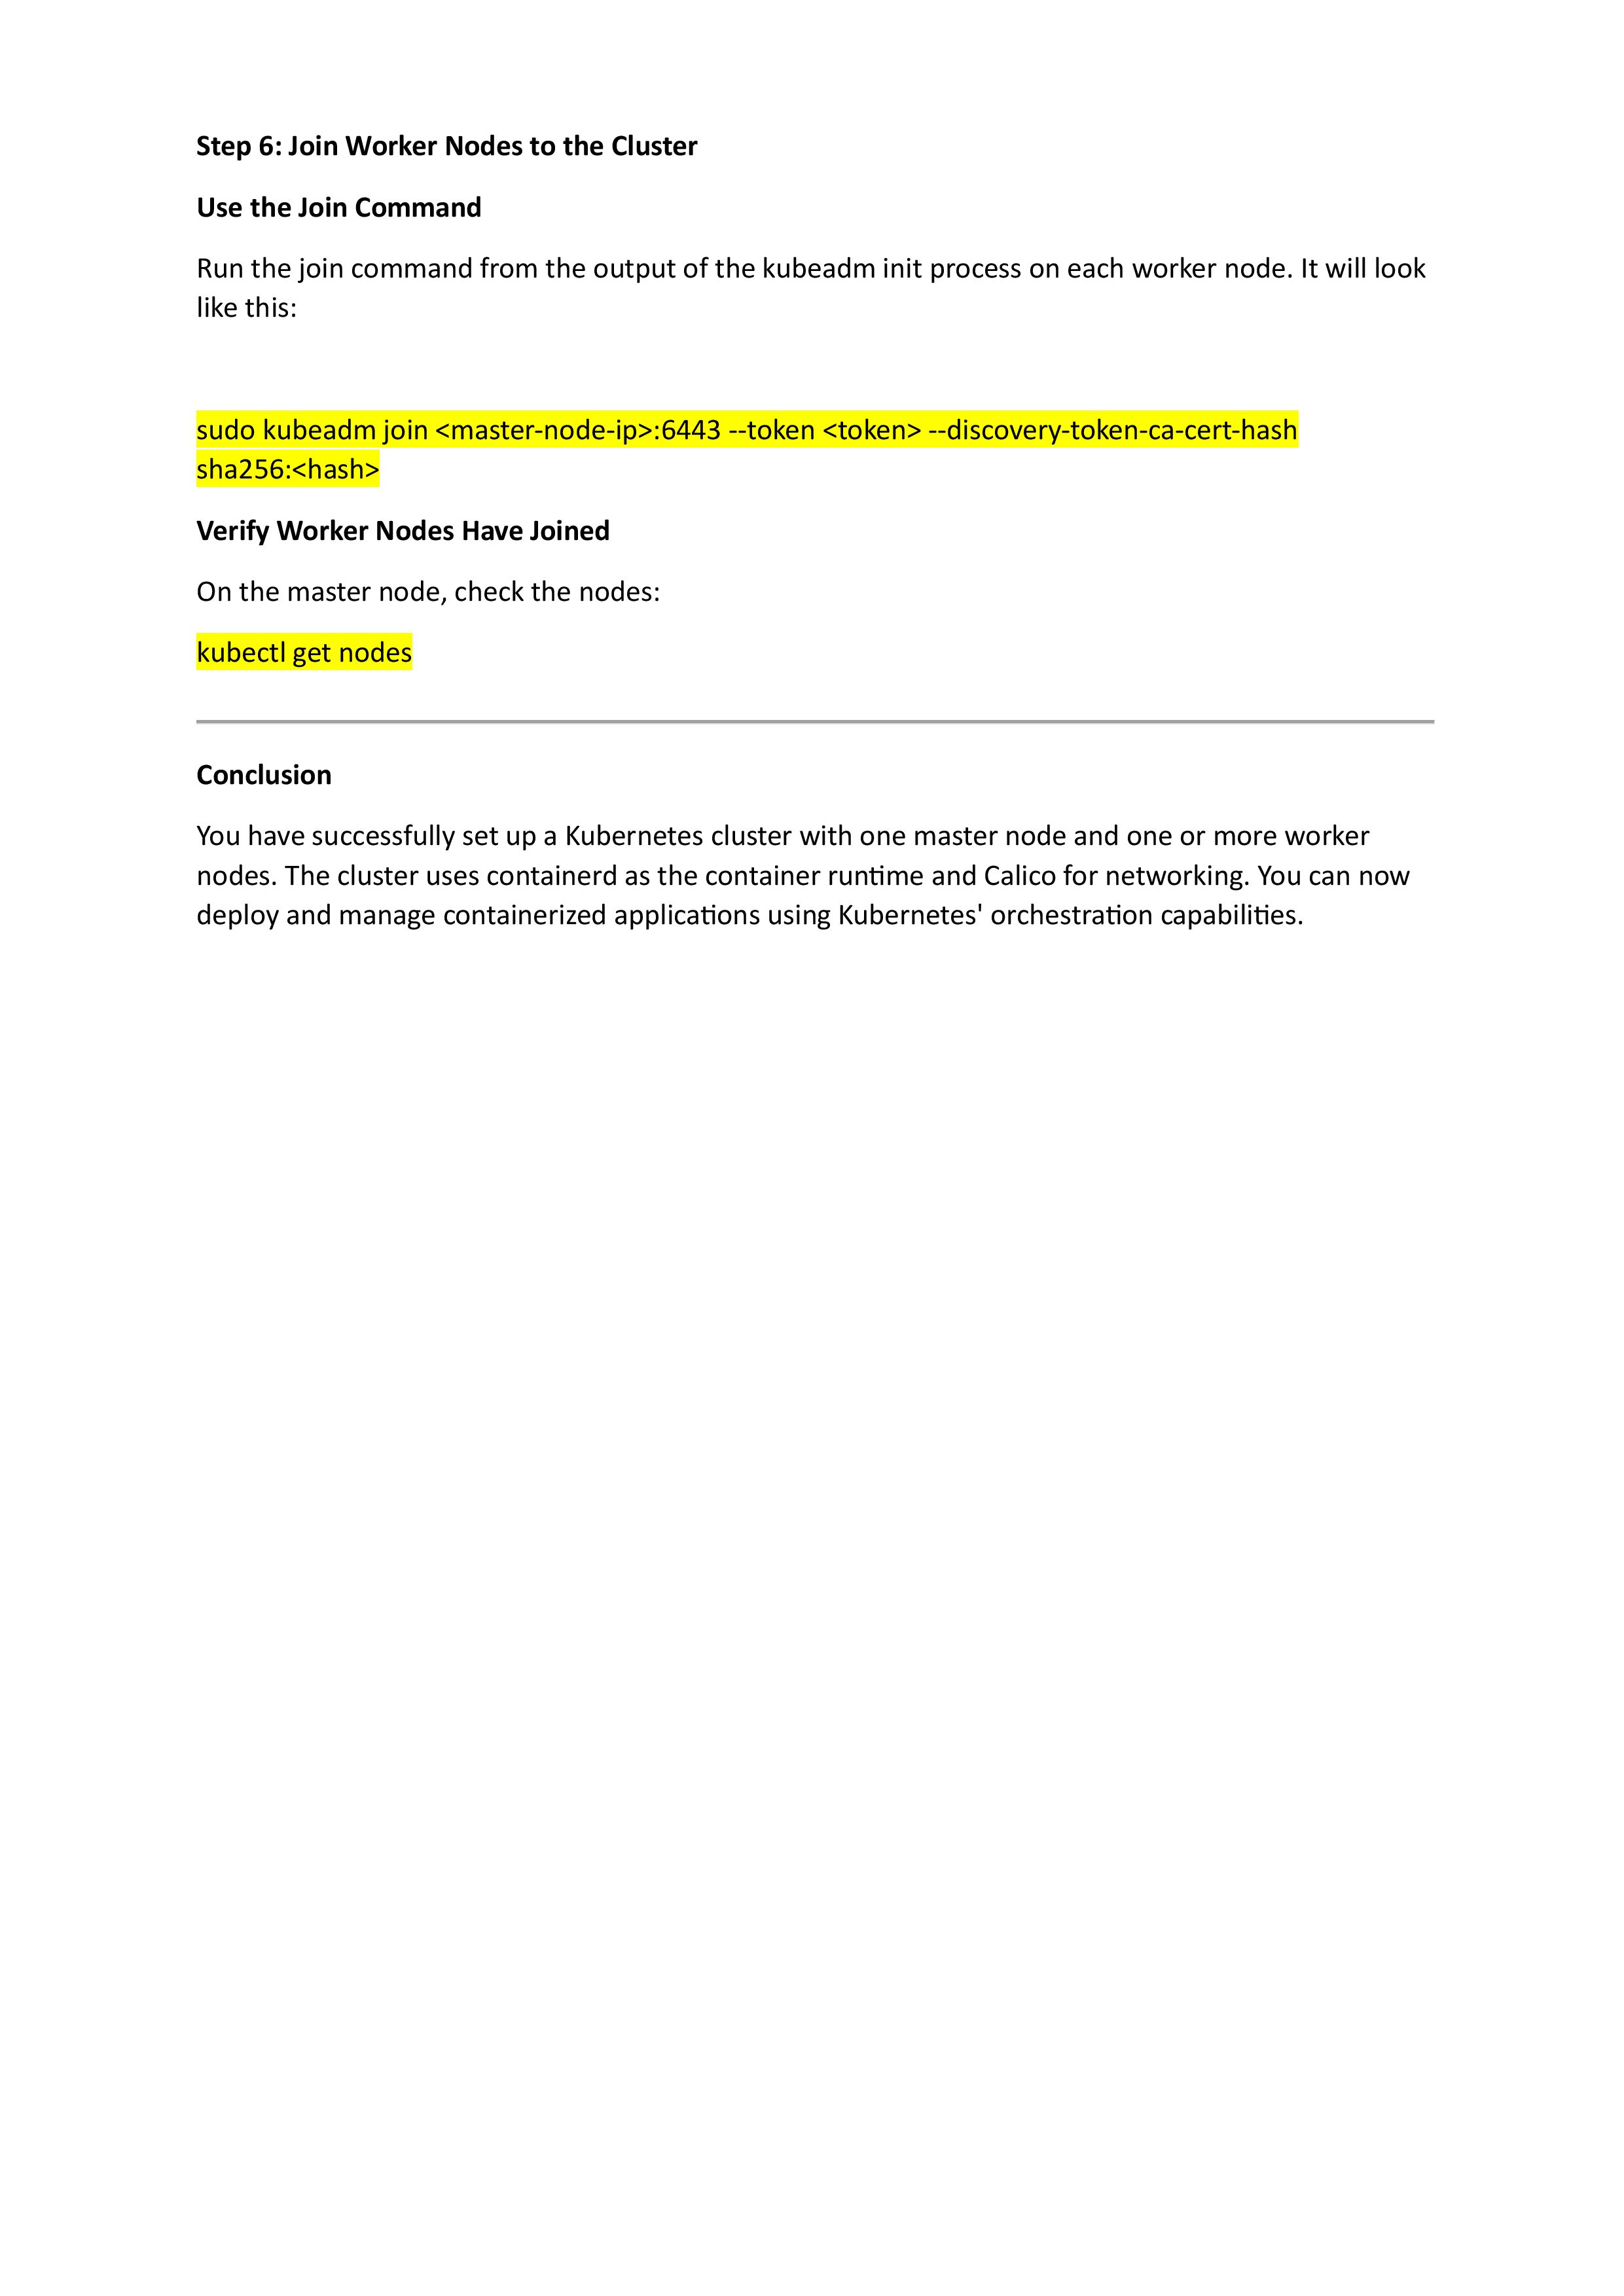 Step 6: Join Worker Nodes to the Cluster
Use the Join Command
Run the join command from the output of the kubeadm init process on each worker node. It will look
like this:
sudo kubeadm join <master-node-ip>:6443 --token <token> --discovery-token-ca-cert-hash
sha256:<hash>
Verify Worker Nodes Have Joined
On the master node, check the nodes:
kubectl get nodes
Conclusion
You have successfully set up a Kubernetes cluster with one master node and one or more worker
nodes. The cluster uses containerd as the container runtime and Calico for networking. You can now
deploy and manage containerized applications using Kubernetes' orchestration capabilities.